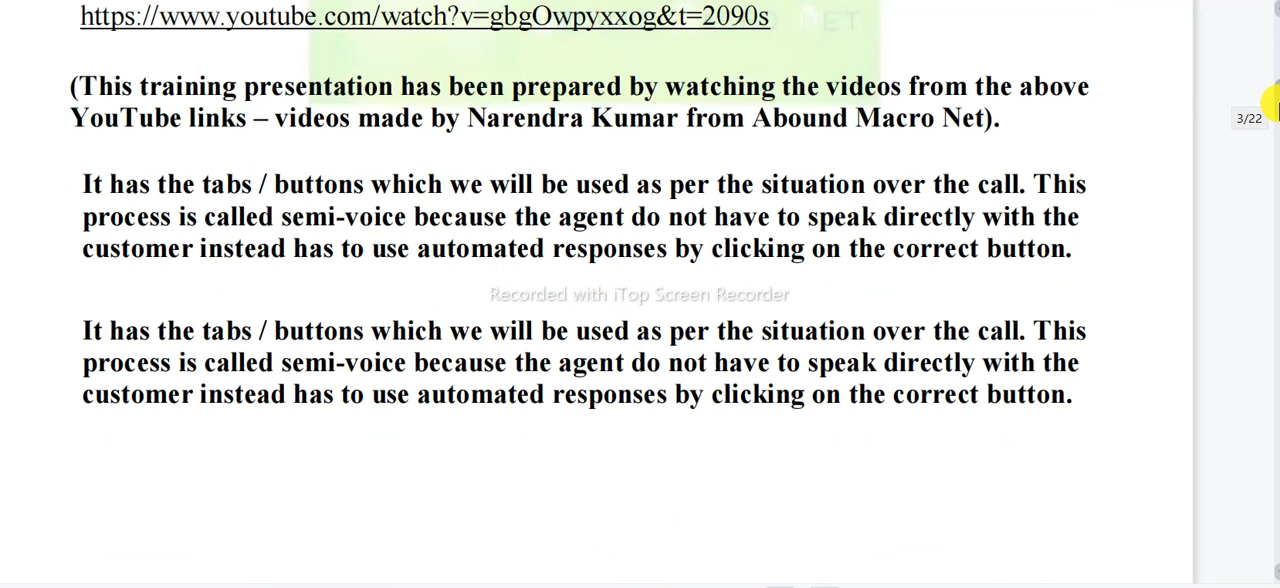 https://www.youtube.com/watch?v=gbgOwpyxxog&t=2090s
NET
(This training presentation has been prepared by watching the videos from the above
YouTube links – videos made by Narendra Kumar from Abound Macro Net).
3/22
It has the tabs / buttons which we will be used as per the situation over the call. This
process is called semi-voice because the agent do not have to speak directly with the
customer instead has to use automated responses by clicking on the correct button.
Recorded with iTop Screen Recorder
It has the tabs / buttons which we will be used as per the situation over the call. This
process is called semi-voice because the agent do not have to speak directly with the
customer instead has to use automated responses by clicking on the correct button.